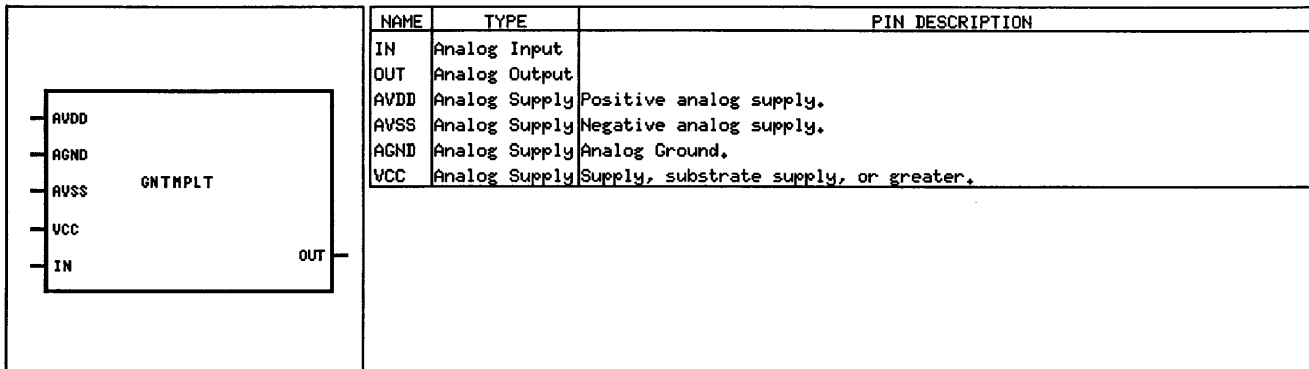 AVDD
AGND
GNTMPLT
AVSS
VCC
OUT
IN
NAME TYPE PIN DESCRIPTION
IN Analog Input
OUT Analog Output
AVDD Analog Supply Positive analog supply.
AVSS Analog Supply Negative analog supply.
AGND Analog Supply Analog Ground.
VCC Analog Supply Supply, substrate supply, or greater.